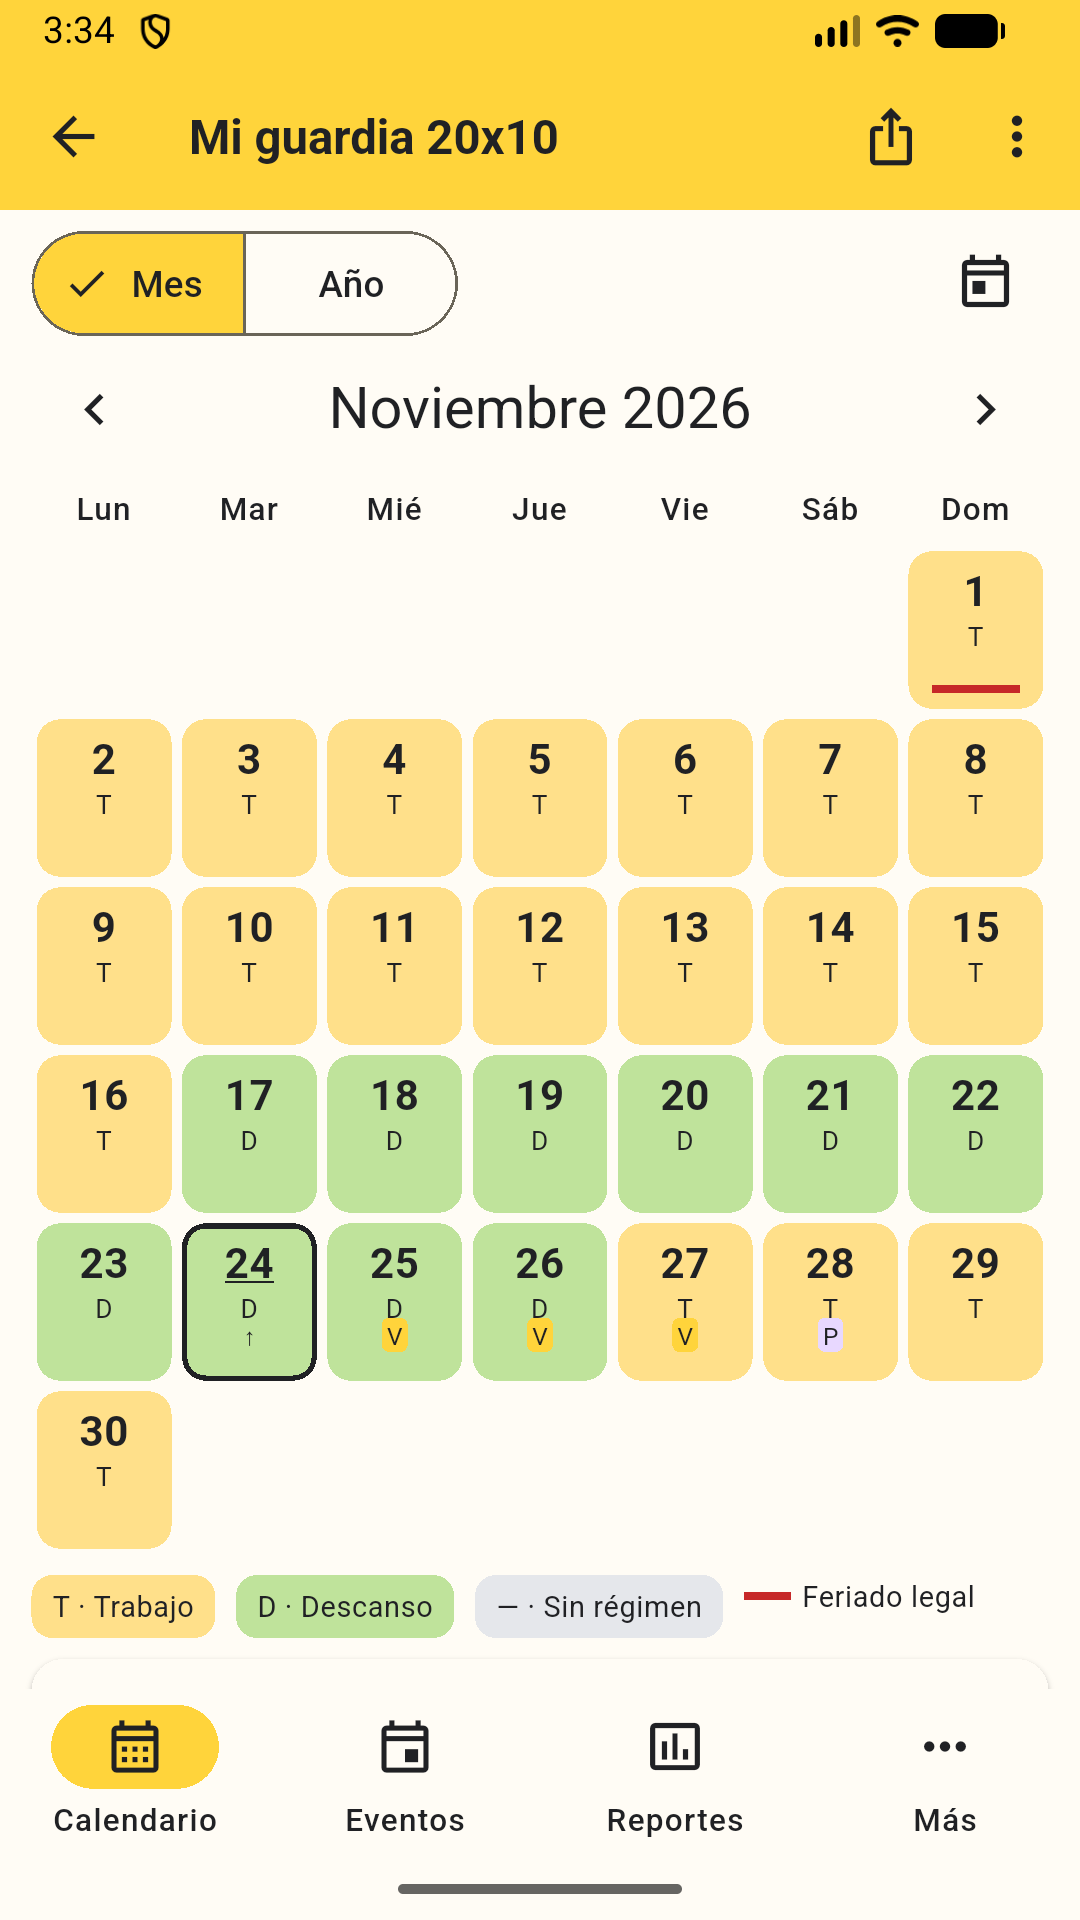 3:34
Mi guardia 20x10
Mes Año
Noviembre 2026
Lun Mar Mié Jue Vie Sáb Dom
1
T
2 3 4 5 6 7 8
T T T T T T T
9 10 11 12 13 14 15
T T T T T T T
16 17 18 19 20 21 22
T D D D D D D
23 24 25 26 27 28 29
D D D D T T T
↑ V V V P
30
T
T · Trabajo D · Descanso — · Sin régimen Feriado legal
Calendario Eventos Reportes Más